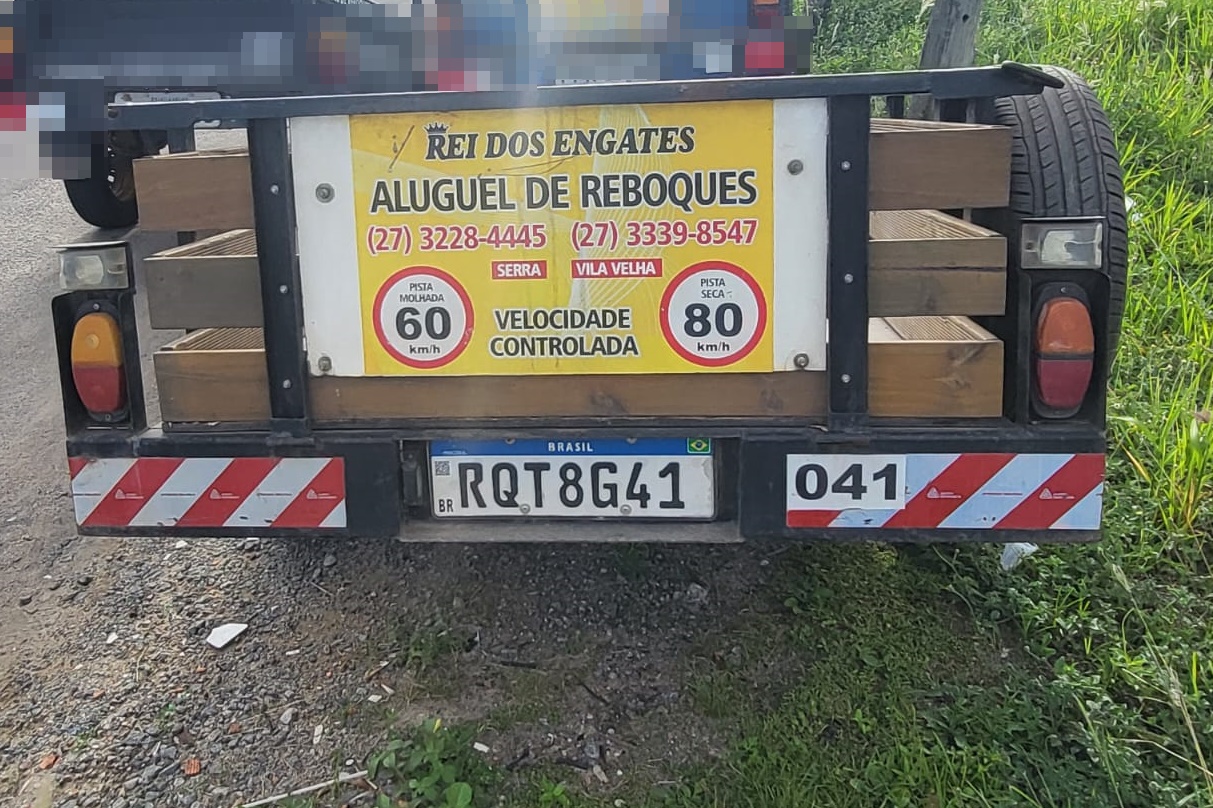 REI DOS ENGATES
ALUGUEL DE REBOQUES
(27) 3228-4445 (27) 3339-8547
SERRA VILA VELHA
PISTA MOLHADA
60
km/h
VELOCIDADE
CONTROLADA
PISTA SECA
80
km/h
BRASIL
BR RQT8G41
041